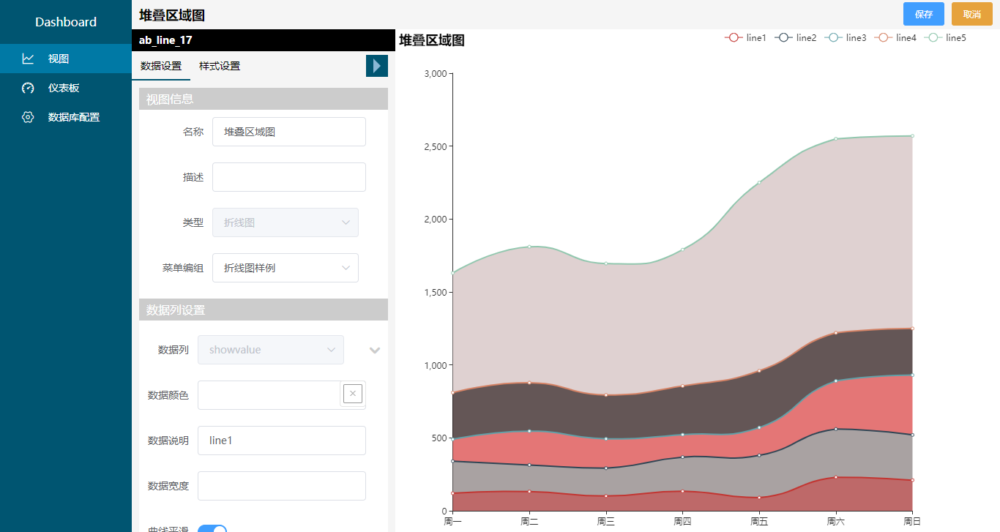 Dashboard
视图
仪表板
数据库配置
堆叠区域图
保存
取消
ab_line_17
数据设置
样式设置
视图信息
名称
堆叠区域图
描述
类型
折线图
菜单编组
折线图样例
数据列设置
数据列
showvalue
数据颜色
数据说明
line1
数据宽度
曲线平滑
堆叠区域图
line1
line2
line3
line4
line5
3,000
2,500
2,000
1,500
1,000
500
0
周一
周二
周三
周四
周五
周六
周日